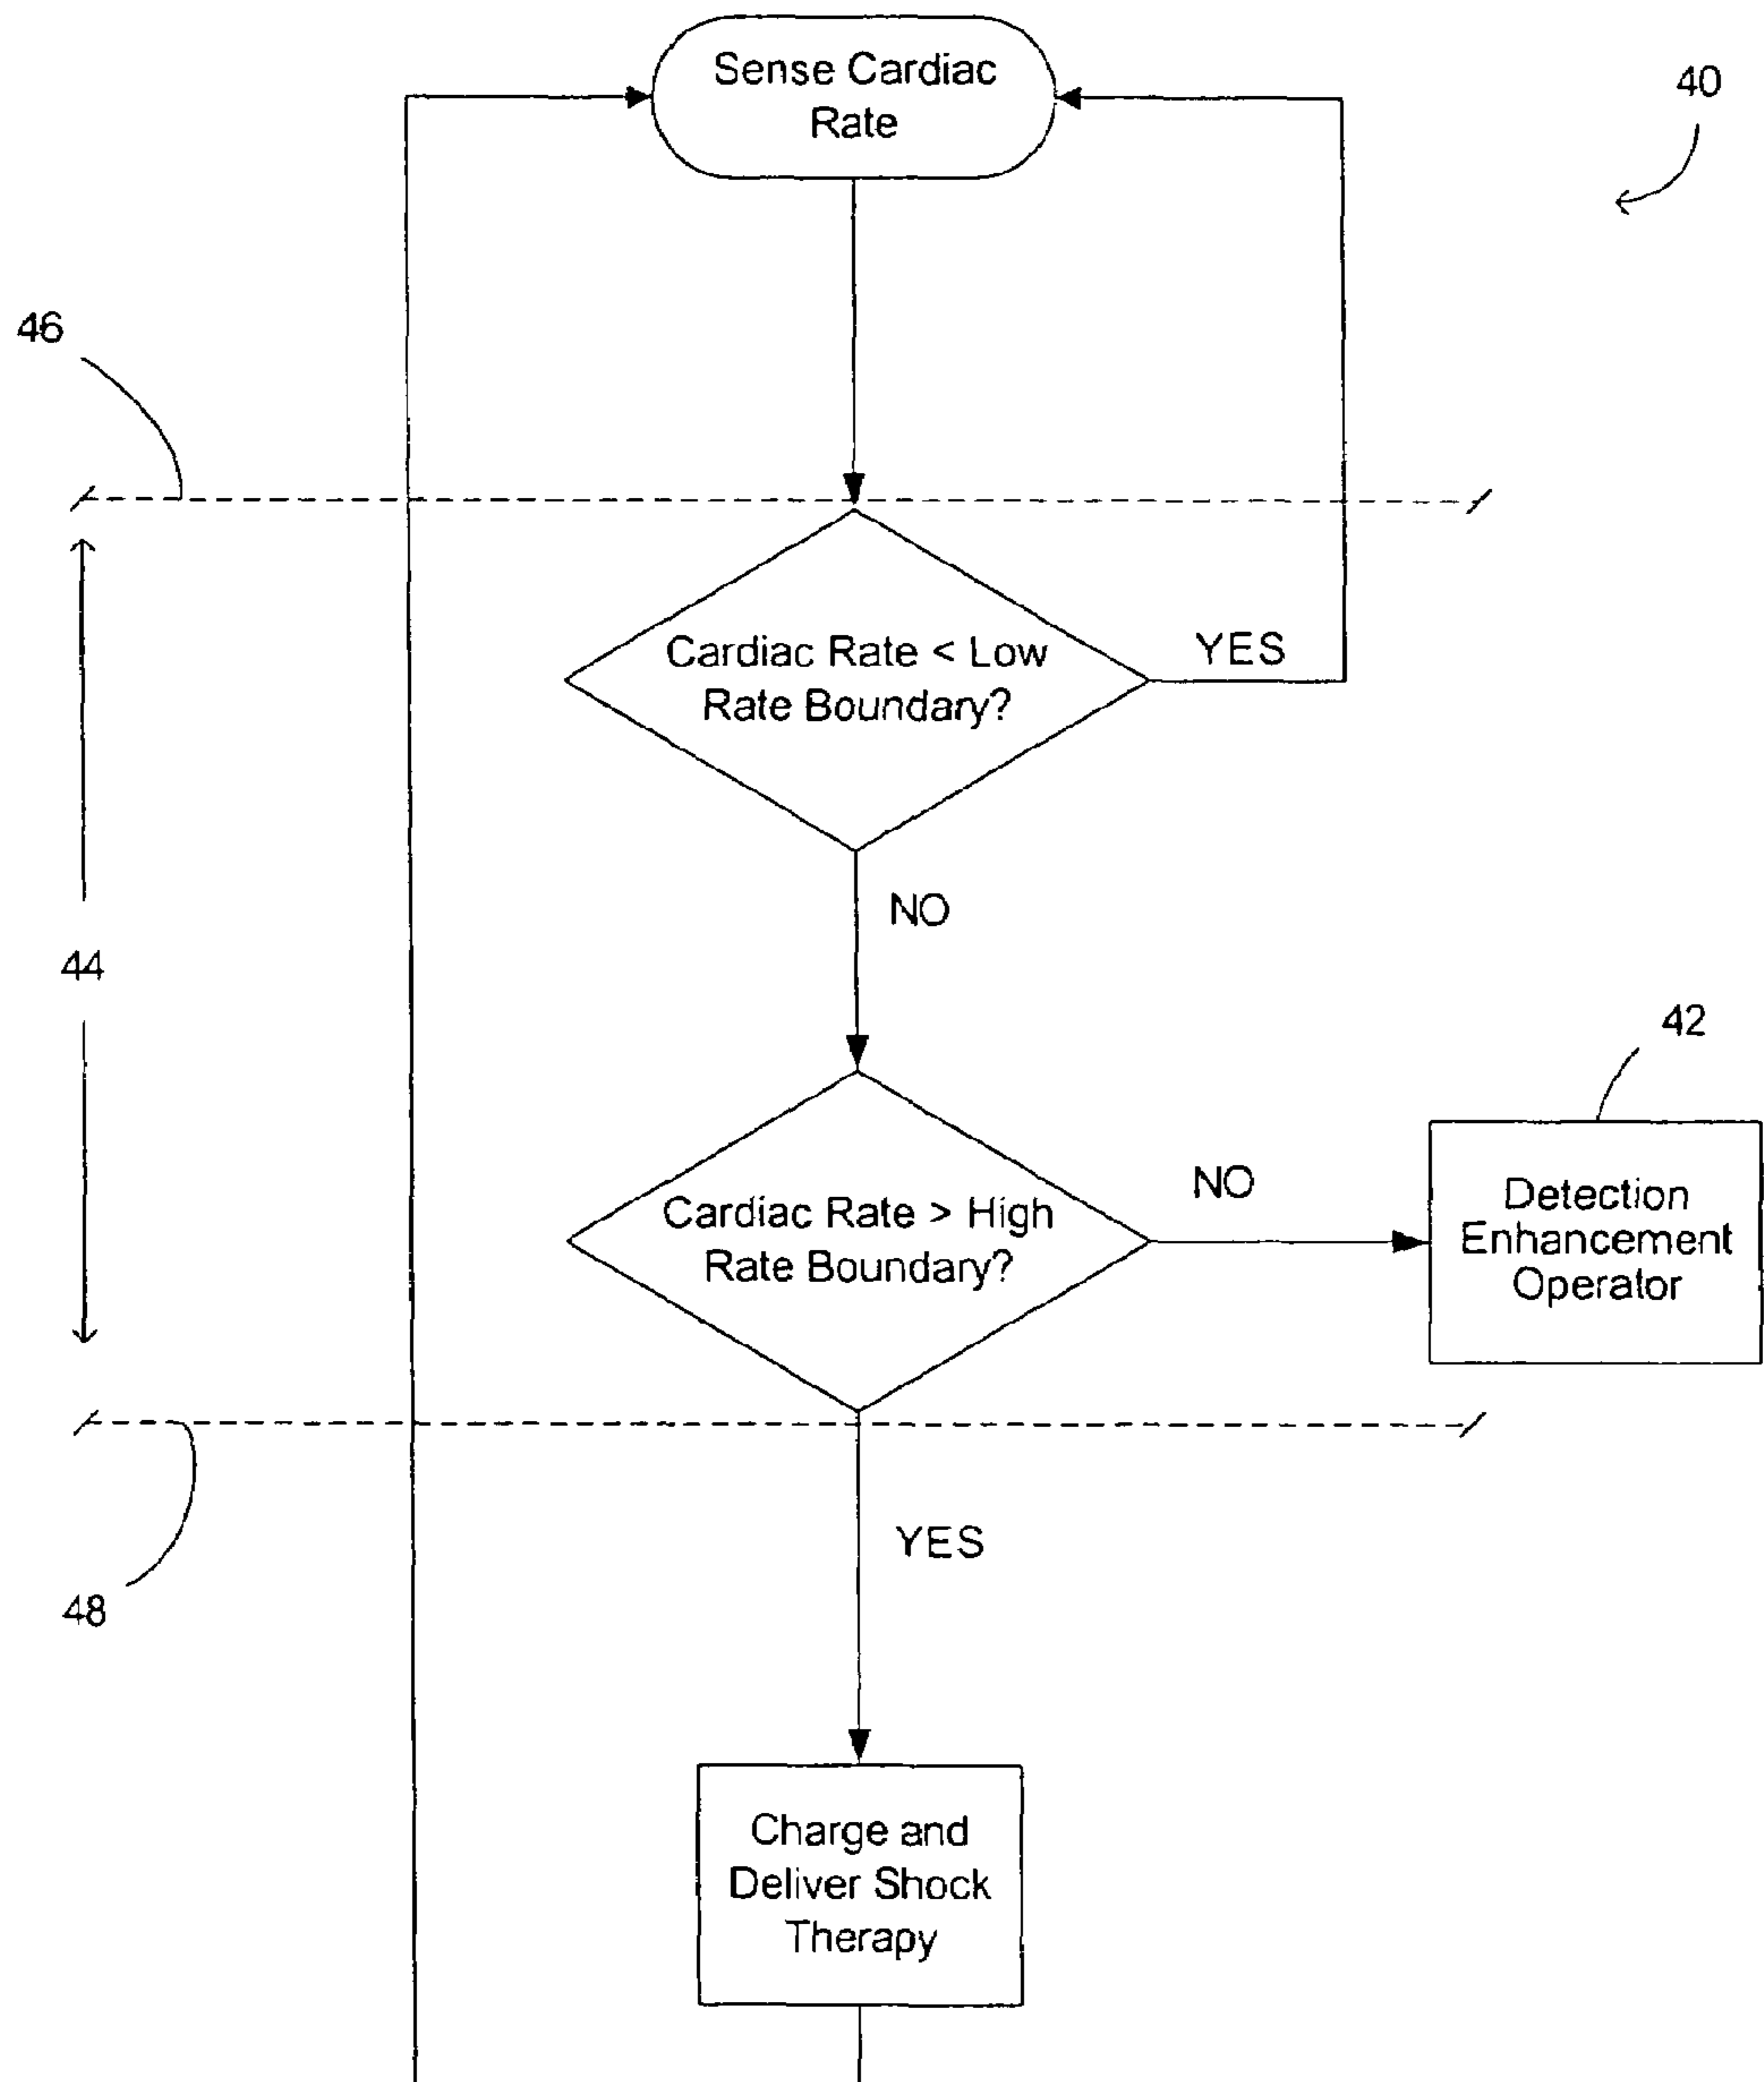 Sense Cardiac
Rate
40
46
Cardiac Rate < Low
Rate Boundary?
YES
NO
44
42
Cardiac Rate > High
Rate Boundary?
NO
Detection
Enhancement
Operator
YES
48
Charge and
Deliver Shock
Therapy